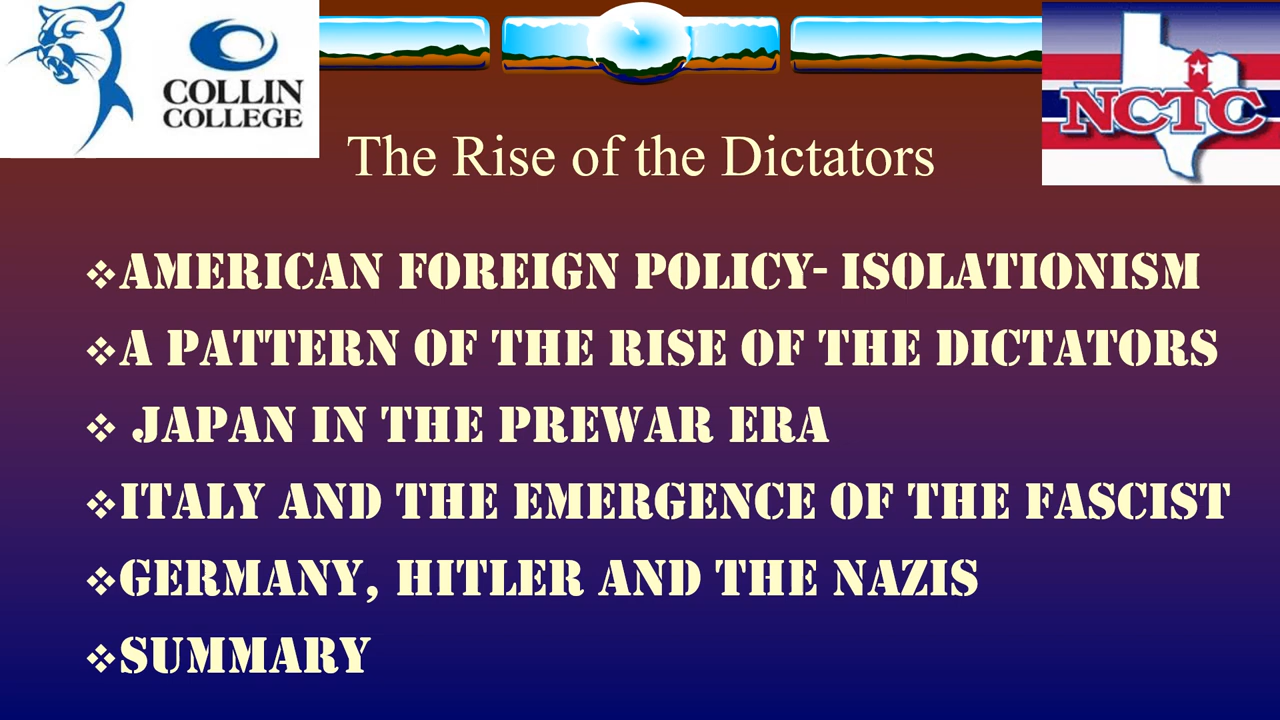 COLLIN
COLLEGE
NCTC
The Rise of the Dictators
❖AMERICAN FOREIGN POLICY- ISOLATIONISM
❖A PATTERN OF THE RISE OF THE DICTATORS
❖ JAPAN IN THE PREWAR ERA
❖ITALY AND THE EMERGENCE OF THE FASCIST
❖GERMANY, HITLER AND THE NAZIS
❖SUMMARY